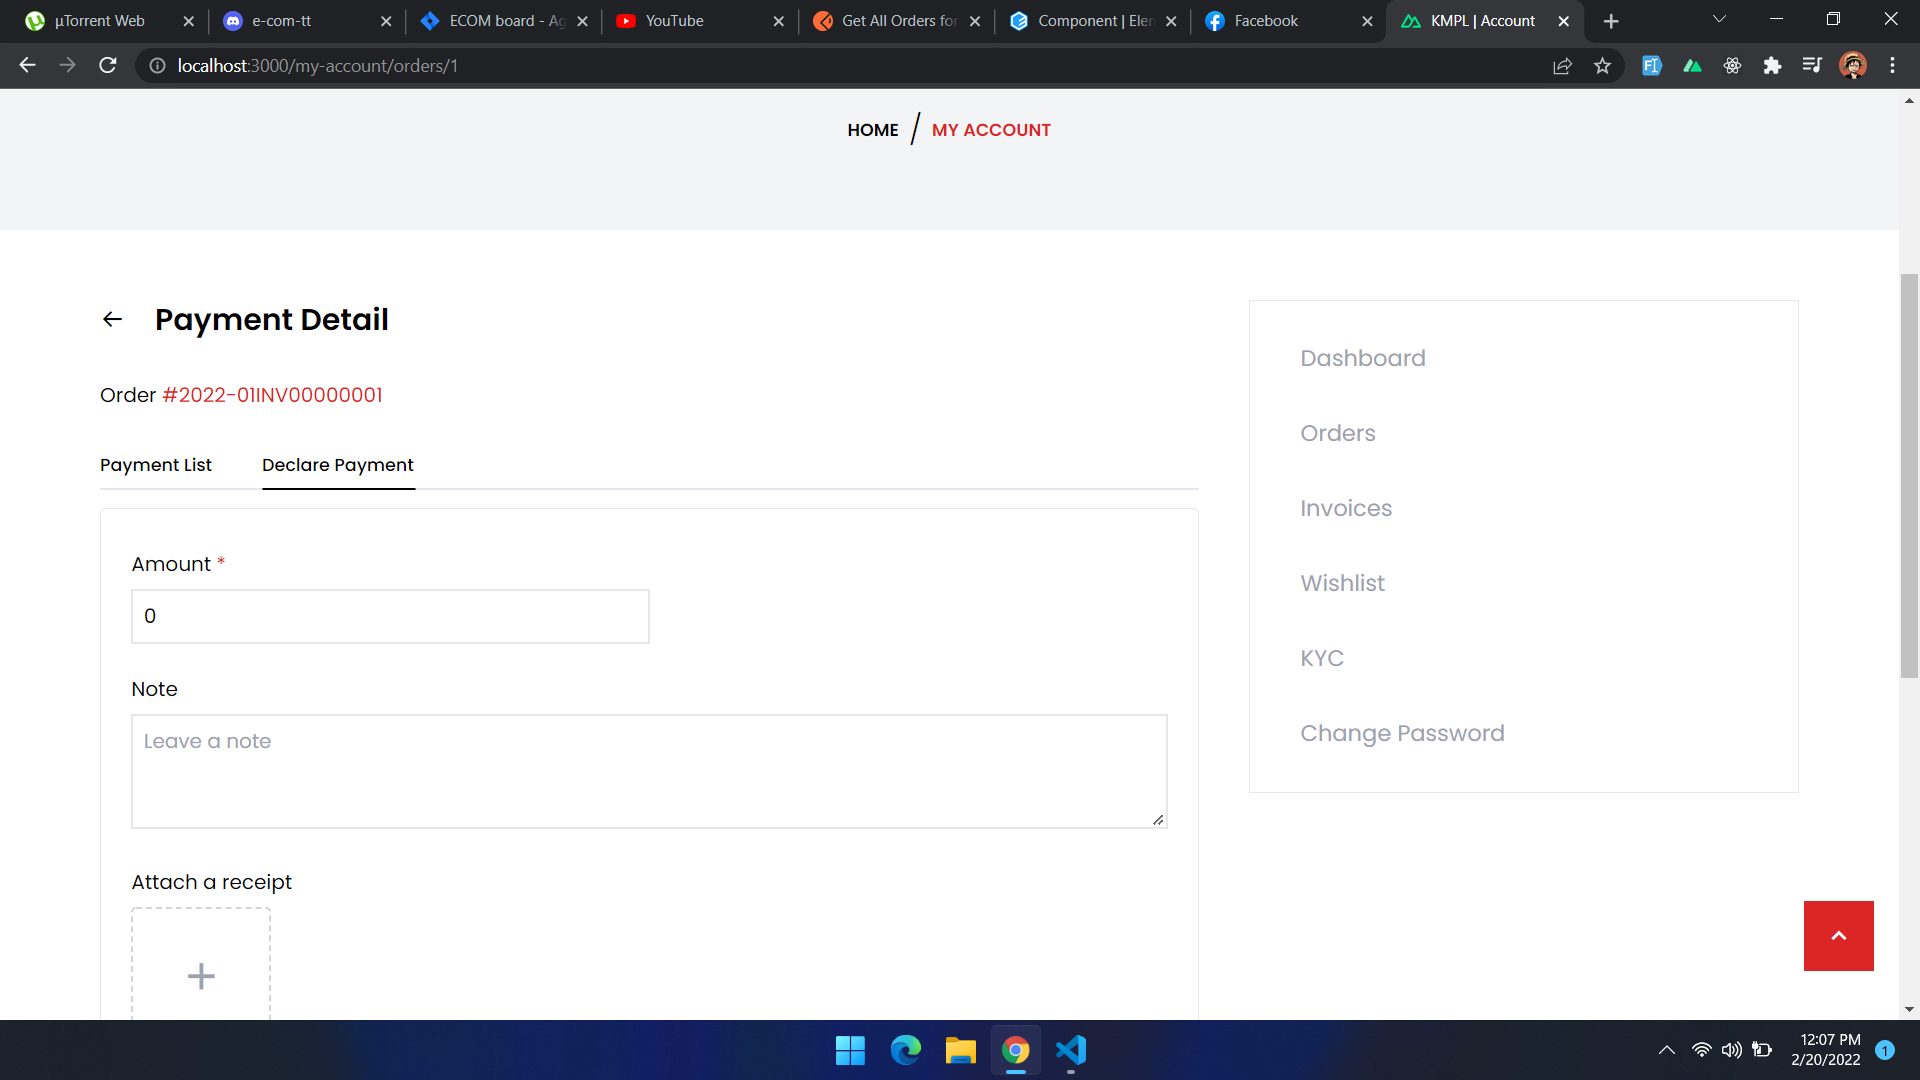 µTorrent Web
e-com-tt
ECOM board - Ag
YouTube
Get All Orders for
Component | Elem
Facebook
KMPL | Account
localhost:3000/my-account/orders/1
HOME / MY ACCOUNT
Payment Detail
Order #2022-01INV00000001
Payment List
Declare Payment
Amount *
0
Note
Leave a note
Attach a receipt
Dashboard
Orders
Invoices
Wishlist
KYC
Change Password
12:07 PM
2/20/2022
1